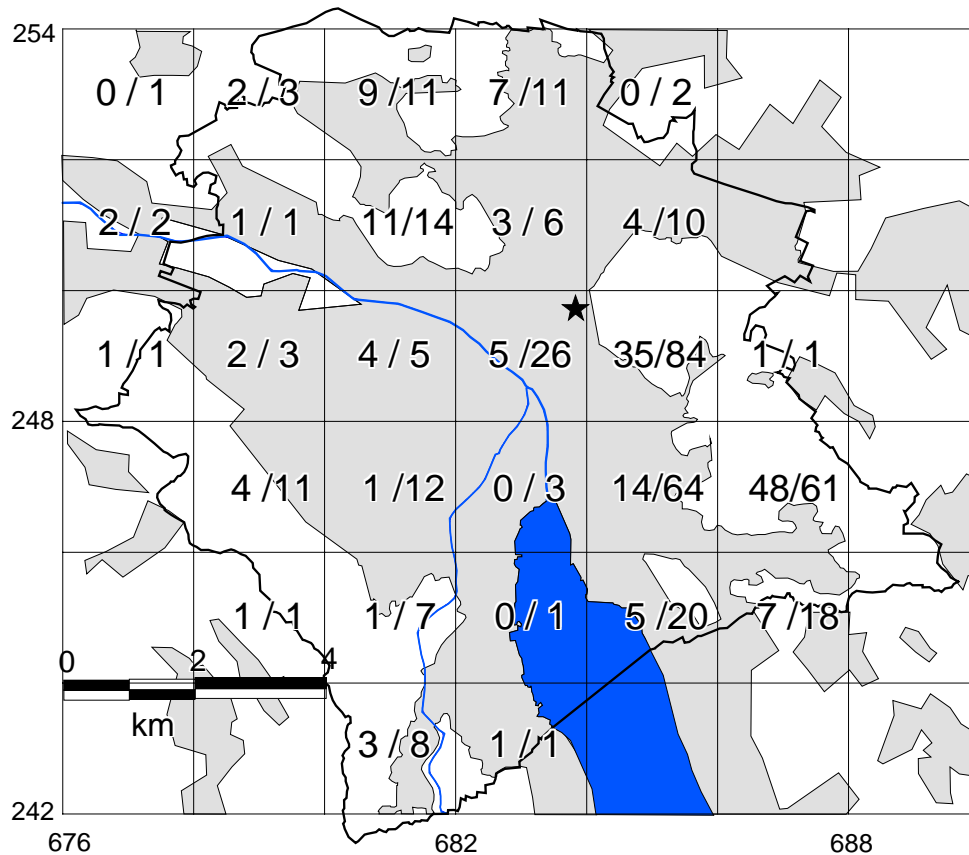 254
0 / 1 2 / 3 9 /11 7 /11 0 / 2
2 / 2 1 / 1 11/14 3 / 6 4 /10
1 / 1 2 / 3 4 / 5 5 /26 35/84 1 / 1
248
4 /11 1 /12 0 / 3 14/64 48/61
1 / 1 1 / 7 0 / 1 5 /20 7 /18
0 2 4
km
3 / 8 1 / 1
242
676 682 688